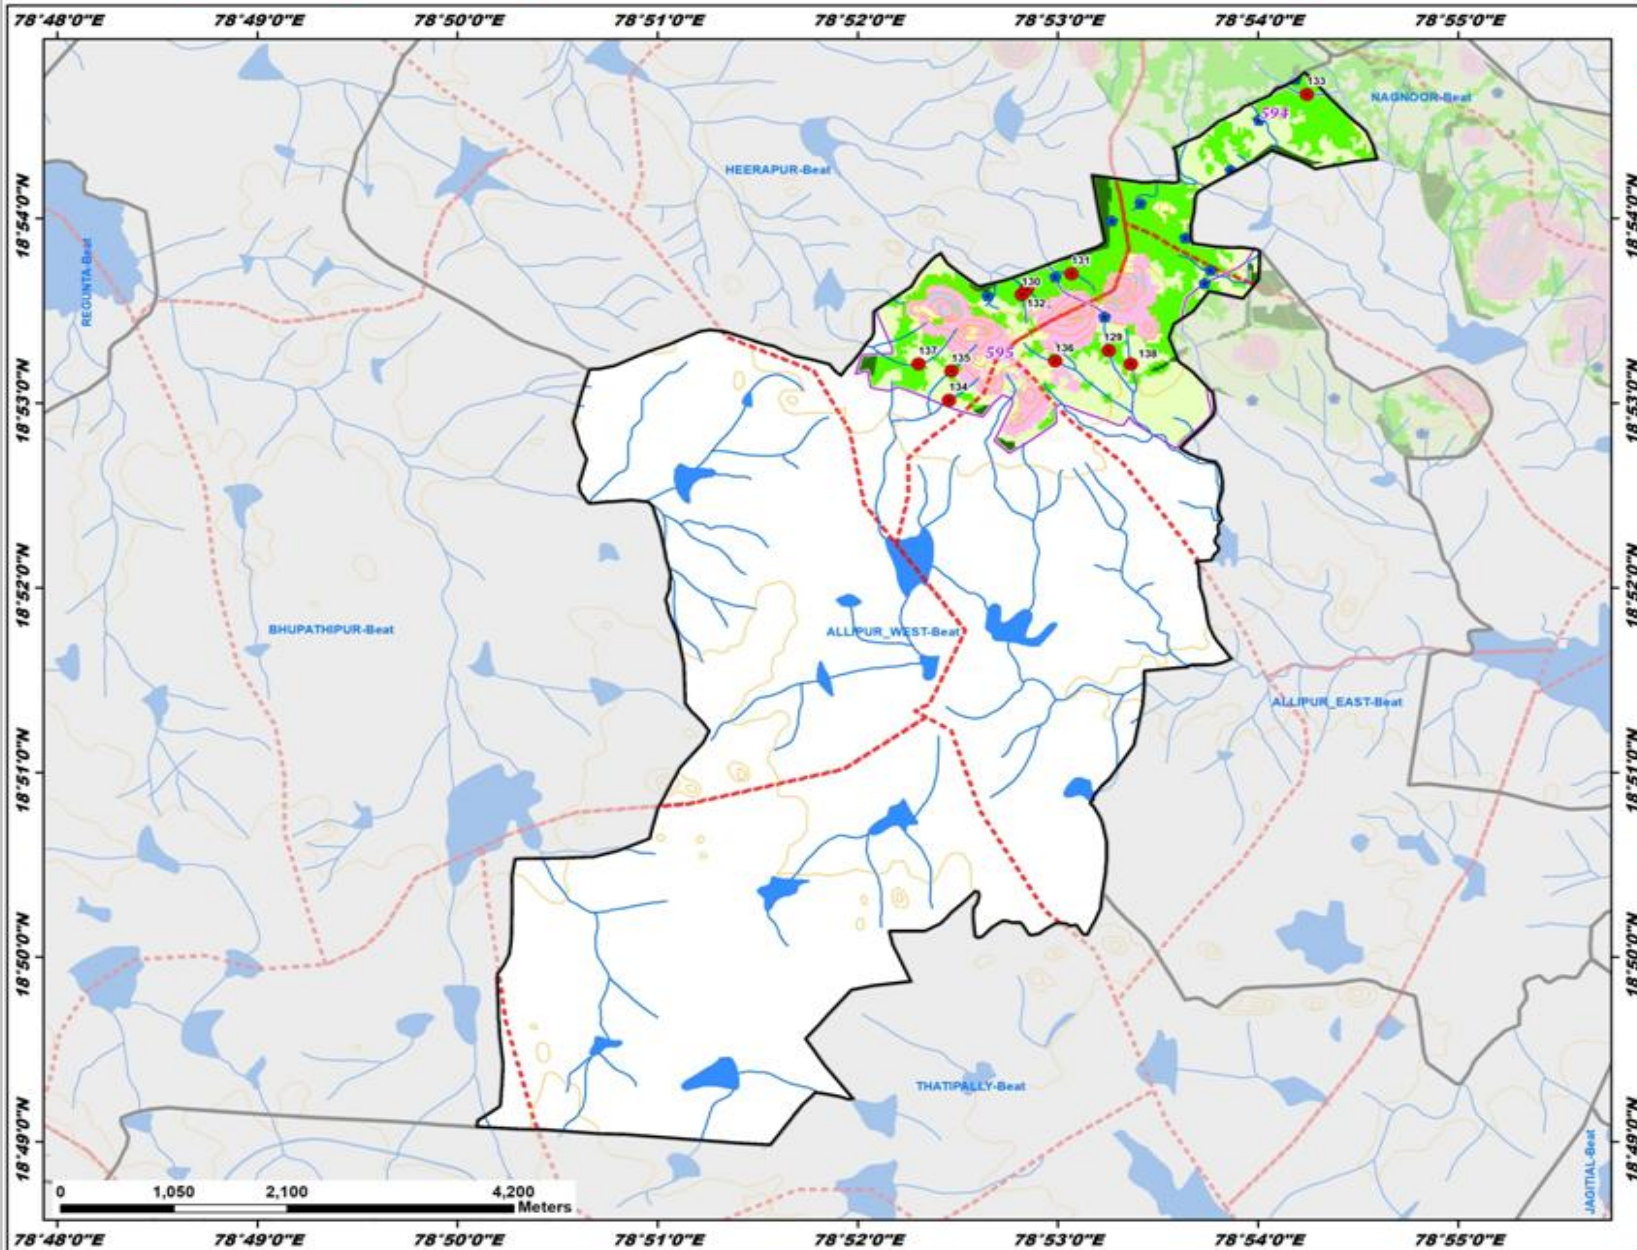 78°48'0"E 78°49'0"E 78°50'0"E 78°51'0"E 78°52'0"E 78°53'0"E 78°54'0"E 78°55'0"E
133
NAGNOOR-Beat
594
HEERAPUR-Beat
18°54'0"N 18°54'0"N
REGUNTA-Beat
131
130
132
129
137 135 595 136 138
134
18°53'0"N 18°53'0"N
18°52'0"N 18°52'0"N
BHUPATHIPUR-Beat ALLIPUR_WEST-Beat
ALLIPUR_EAST-Beat
18°51'0"N 18°51'0"N
18°50'0"N 18°50'0"N
THATIPALLY-Beat
18°49'0"N 18°49'0"N
JAGITIAL-Beat
0 1,050 2,100 4,200
Meters
78°48'0"E 78°49'0"E 78°50'0"E 78°51'0"E 78°52'0"E 78°53'0"E 78°54'0"E 78°55'0"E